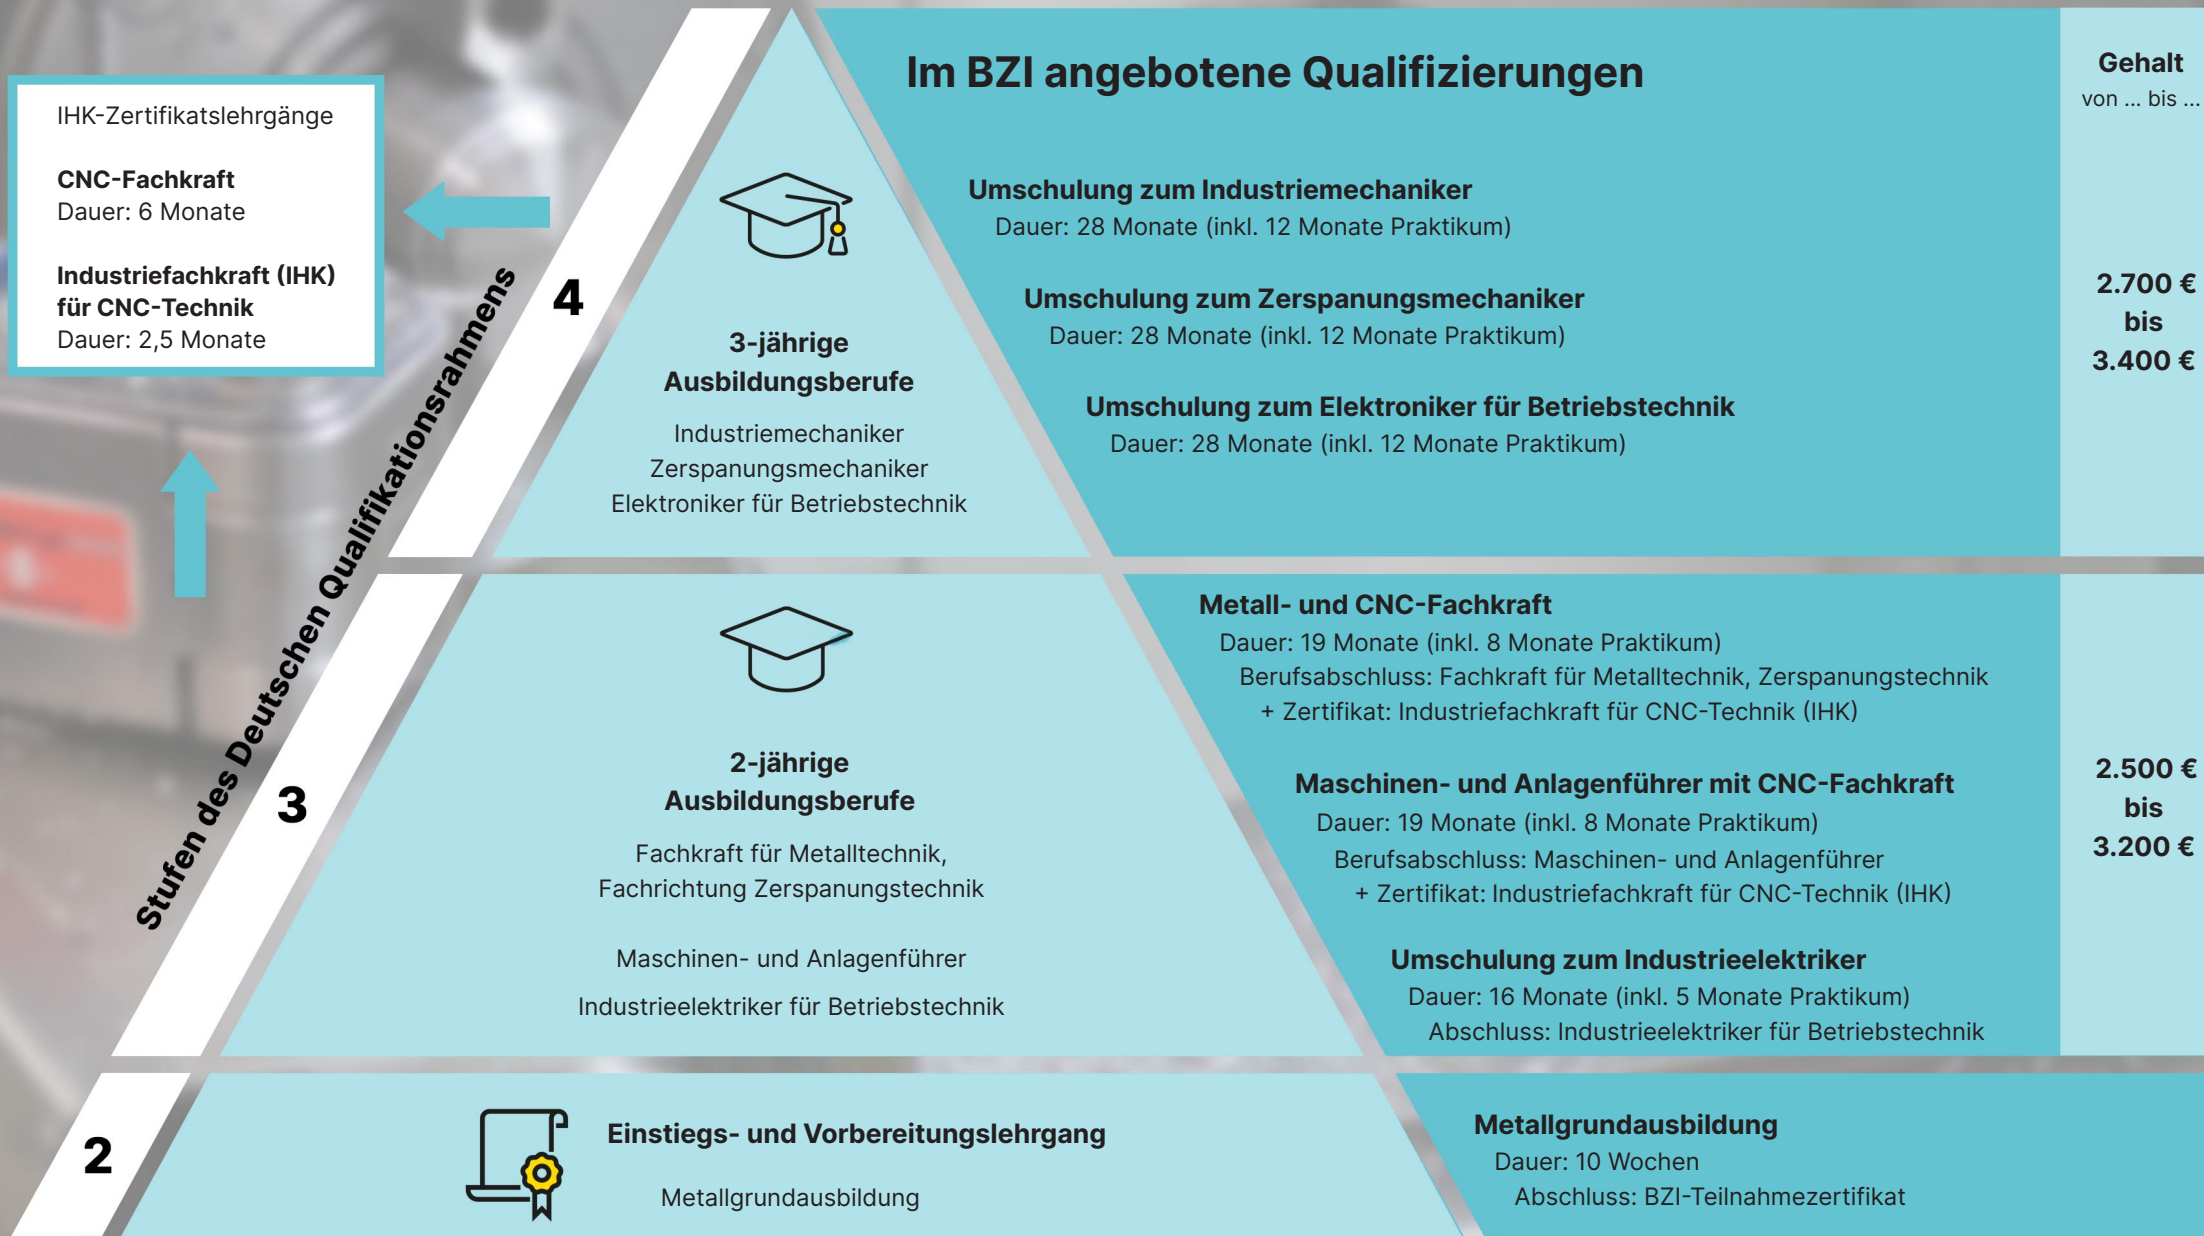 IHK-Zertifikatslehrgänge
CNC-Fachkraft
Dauer: 6 Monate
Industriefachkraft (IHK)
für CNC-Technik
Dauer: 2,5 Monate
Stufen des Deutschen Qualifikationsrahmens
Im BZI angebotene Qualifizierungen
Gehalt
von ... bis ...
4
3-jährige
Ausbildungsberufe
Industriemechaniker
Zerspanungsmechaniker
Elektroniker für Betriebstechnik
Umschulung zum Industriemechaniker
Dauer: 28 Monate (inkl. 12 Monate Praktikum)
Umschulung zum Zerspanungsmechaniker
Dauer: 28 Monate (inkl. 12 Monate Praktikum)
Umschulung zum Elektroniker für Betriebstechnik
Dauer: 28 Monate (inkl. 12 Monate Praktikum)
2.700 €
bis
3.400 €
3
2-jährige
Ausbildungsberufe
Fachkraft für Metalltechnik,
Fachrichtung Zerspanungstechnik
Maschinen- und Anlagenführer
Industrieelektriker für Betriebstechnik
Metall- und CNC-Fachkraft
Dauer: 19 Monate (inkl. 8 Monate Praktikum)
Berufsabschluss: Fachkraft für Metalltechnik, Zerspanungstechnik
+ Zertifikat: Industriefachkraft für CNC-Technik (IHK)
Maschinen- und Anlagenführer mit CNC-Fachkraft
Dauer: 19 Monate (inkl. 8 Monate Praktikum)
Berufsabschluss: Maschinen- und Anlagenführer
+ Zertifikat: Industriefachkraft für CNC-Technik (IHK)
Umschulung zum Industrieelektriker
Dauer: 16 Monate (inkl. 5 Monate Praktikum)
Abschluss: Industrieelektriker für Betriebstechnik
2.500 €
bis
3.200 €
2
Einstiegs- und Vorbereitungslehrgang
Metallgrundausbildung
Metallgrundausbildung
Dauer: 10 Wochen
Abschluss: BZI-Teilnahmezertifikat